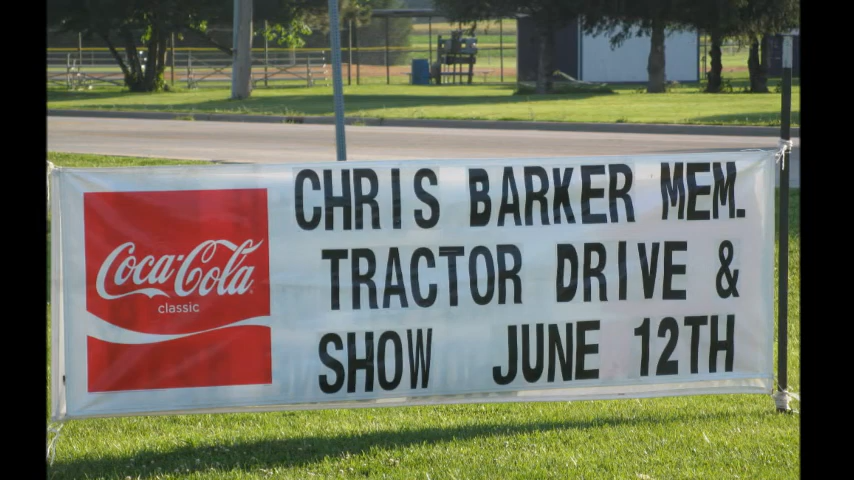 Coca-Cola
classic
CHRIS BARKER MEM.
TRACTOR DRIVE &
SHOW JUNE 12TH